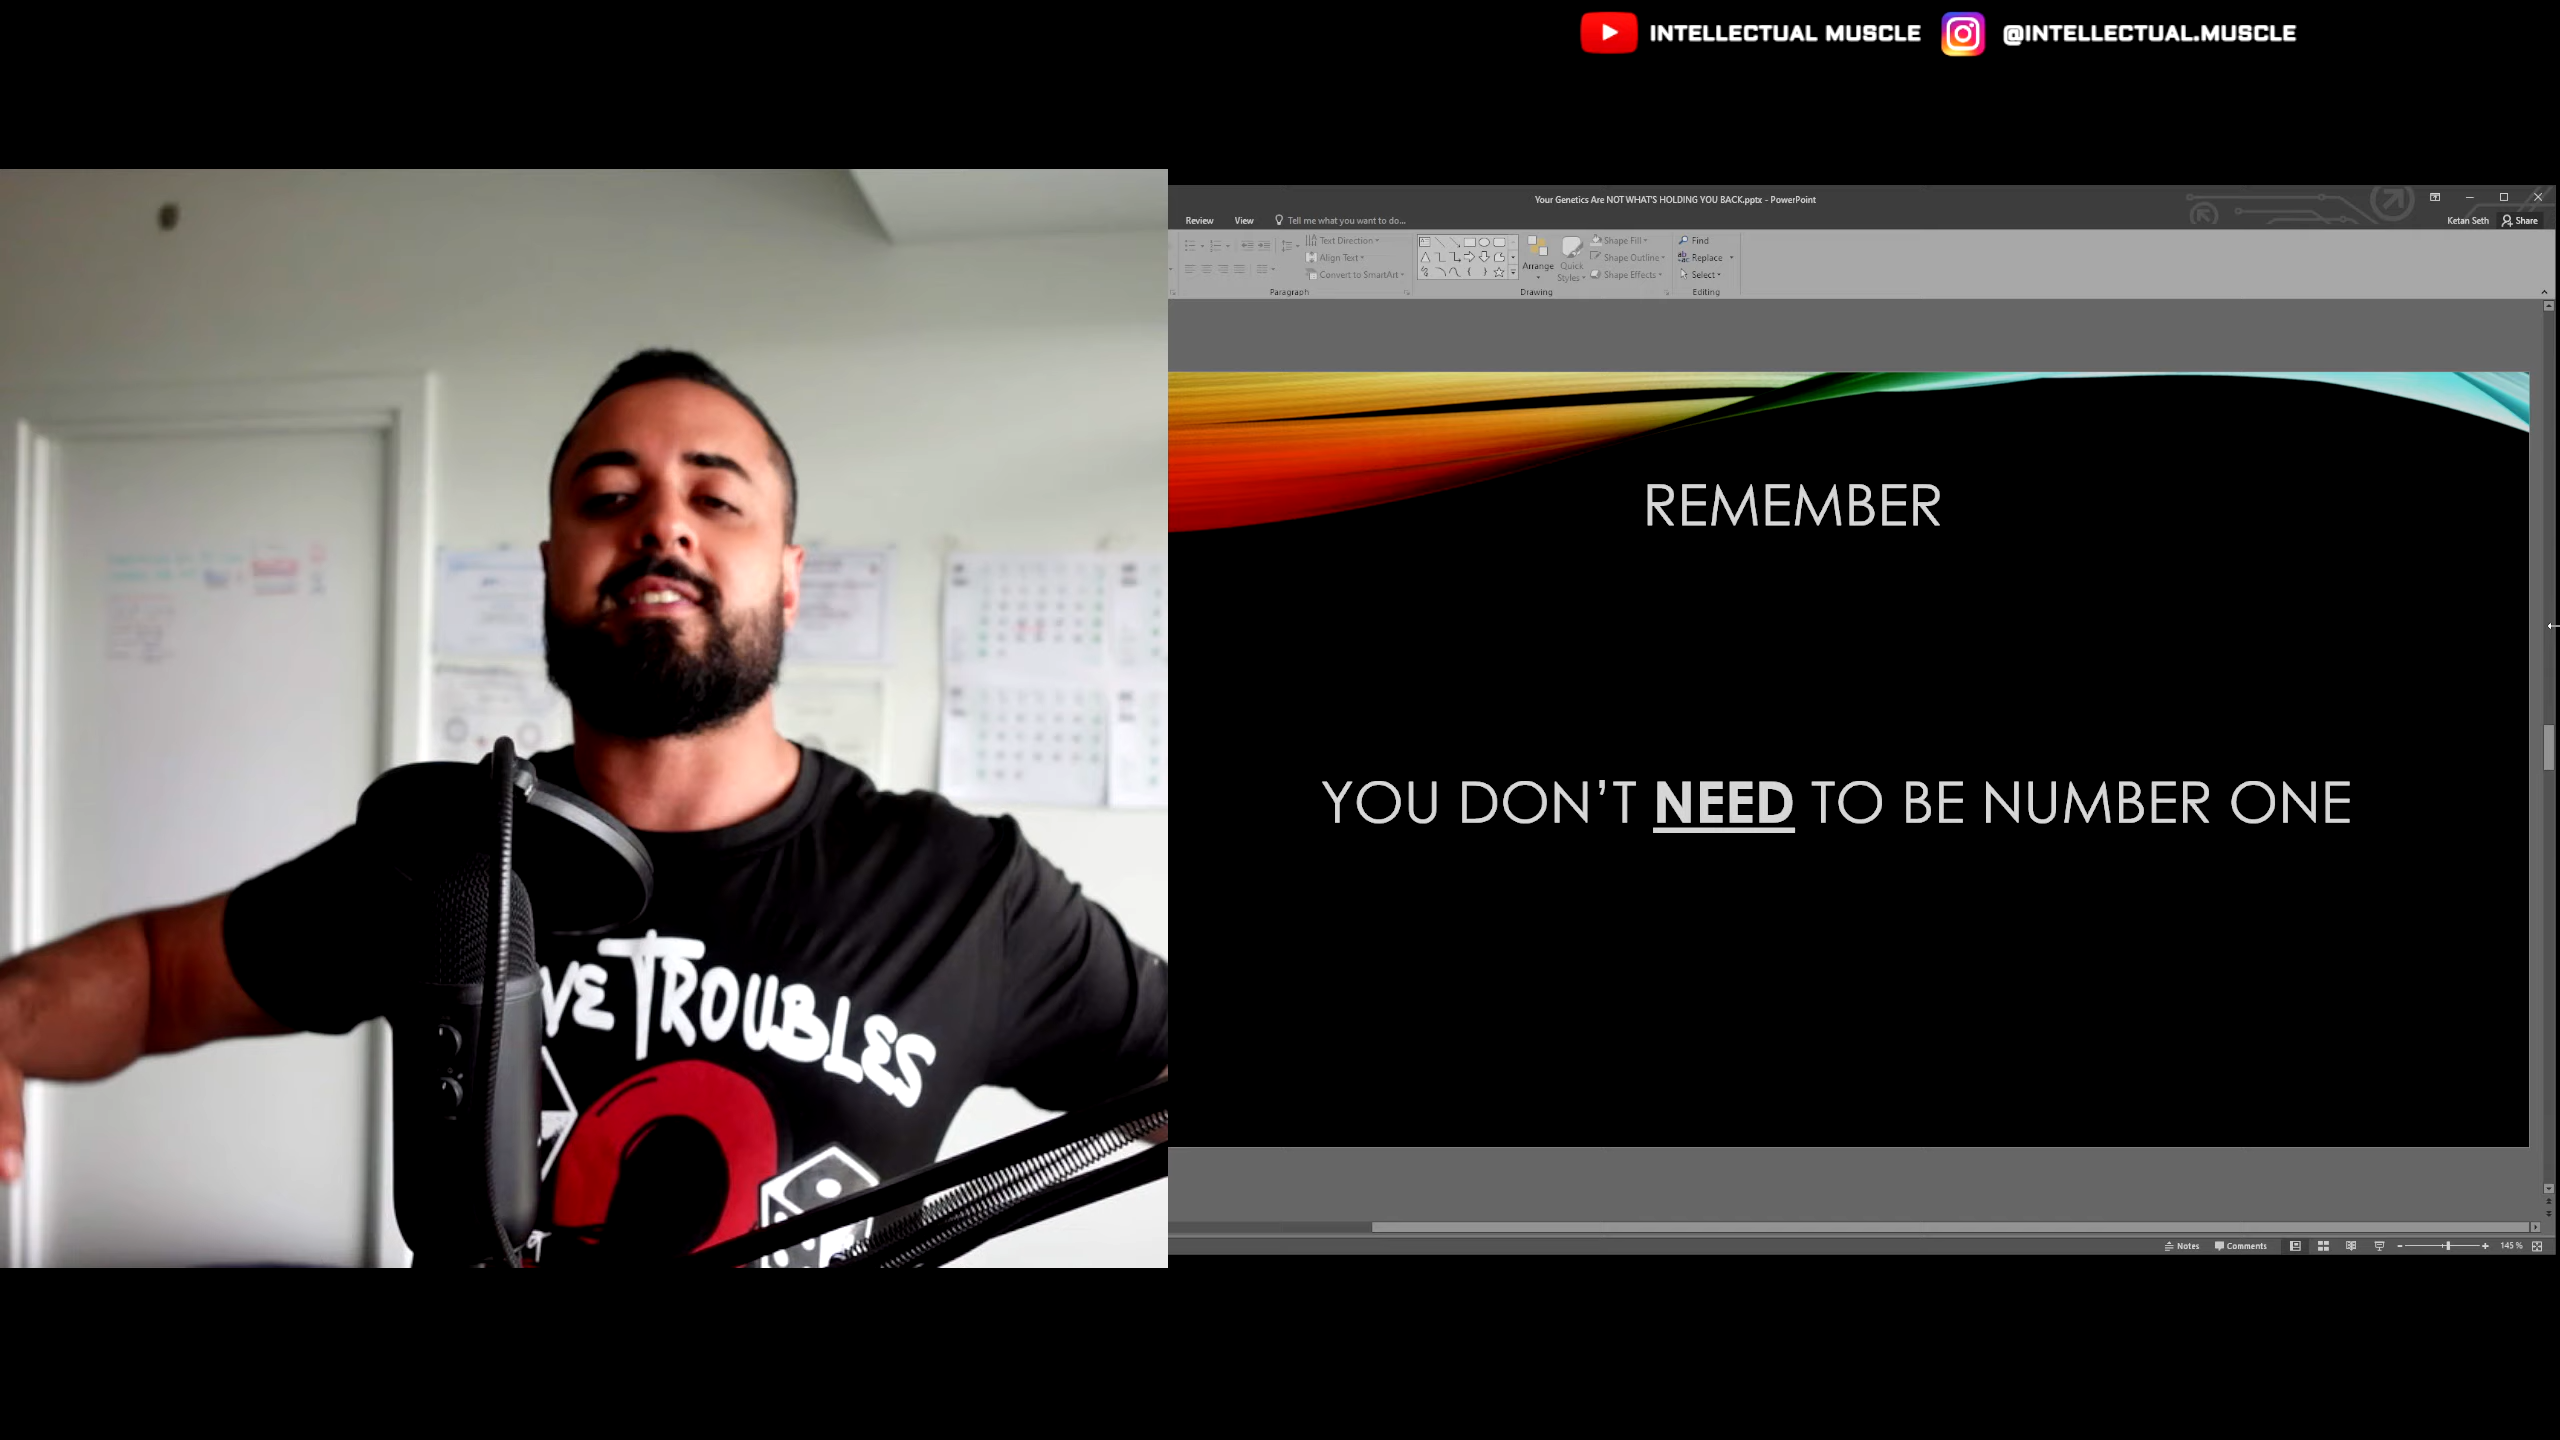 INTELLECTUAL MUSCLE @INTELLECTUAL.MUSCLE
Your Genetics Are NOT WHAT'S HOLDING YOU BACK.pptx - PowerPoint
Review View Tell me what you want to do...
Ketan Seth Share
Text Direction
Align Text
Convert to SmartArt
Paragraph
Arrange
Quick Styles
Shape Fill
Shape Outline
Shape Effects
Drawing
Find
Replace
Select
Editing
REMEMBER
YOU DON'T NEED TO BE NUMBER ONE
VE TROUBLES
Notes Comments 145 %